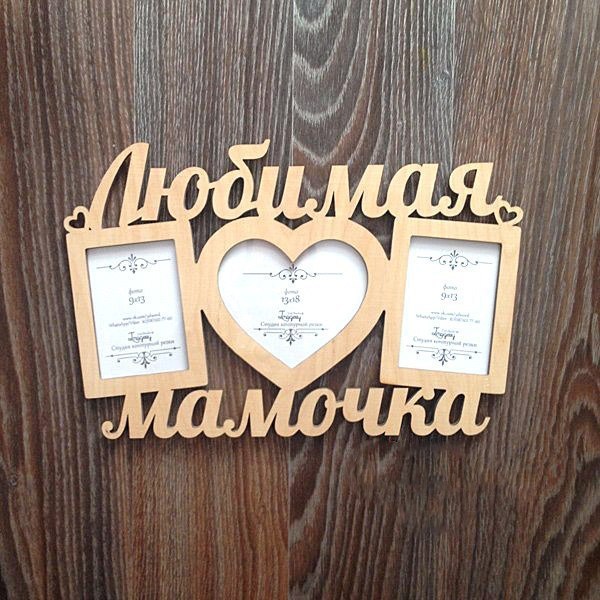 Любимая
фото
9х13
Студия контурной резки
фото
13х18
Студия контурной резки
фото
9х13
Студия контурной резки
мамочка